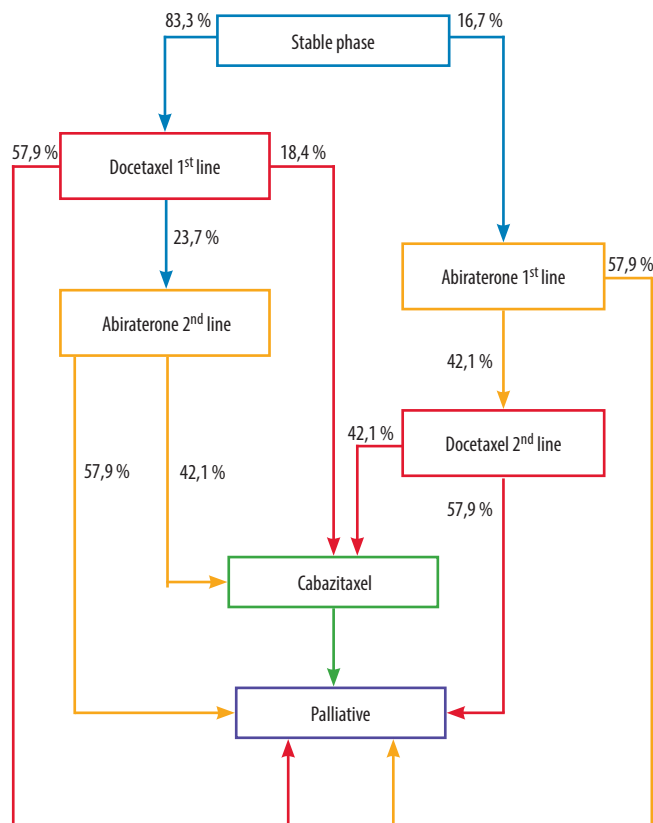 83,3 %
Stable phase
16,7 %
57,9 %
Docetaxel 1st line
18,4 %
23,7 %
Abiraterone 1st line
57,9 %
Abiraterone 2nd line
42,1 %
42,1 %
Docetaxel 2nd line
57,9 %
42,1 %
57,9 %
Cabazitaxel
Palliative